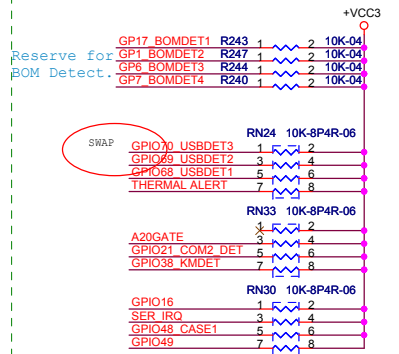 +VCC3
GP17_BOMDET1 R243 1 2 10K-04
GP1_BOMDET2 R247 1 2 10K-04
GP6_BOMDET3 R244 1 2 10K-04
GP7_BOMDET4 R240 1 2 10K-04
Reserve for
BOM Detect.
RN24 10K-8P4R-06
SWAP
GPIO70_USBDET3 1 2
GPIO69_USBDET2 3 4
GPIO68_USBDET1 5 6
THERMAL ALERT 7 8
RN33 10K-8P4R-06
1 2
A20GATE 3 4
GPIO21_COM2_DET 5 6
GPIO38_KMDET 7 8
RN30 10K-8P4R-06
GPIO16 1 2
SER_IRQ 3 4
GPIO48_CASE1 5 6
GPIO49 7 8